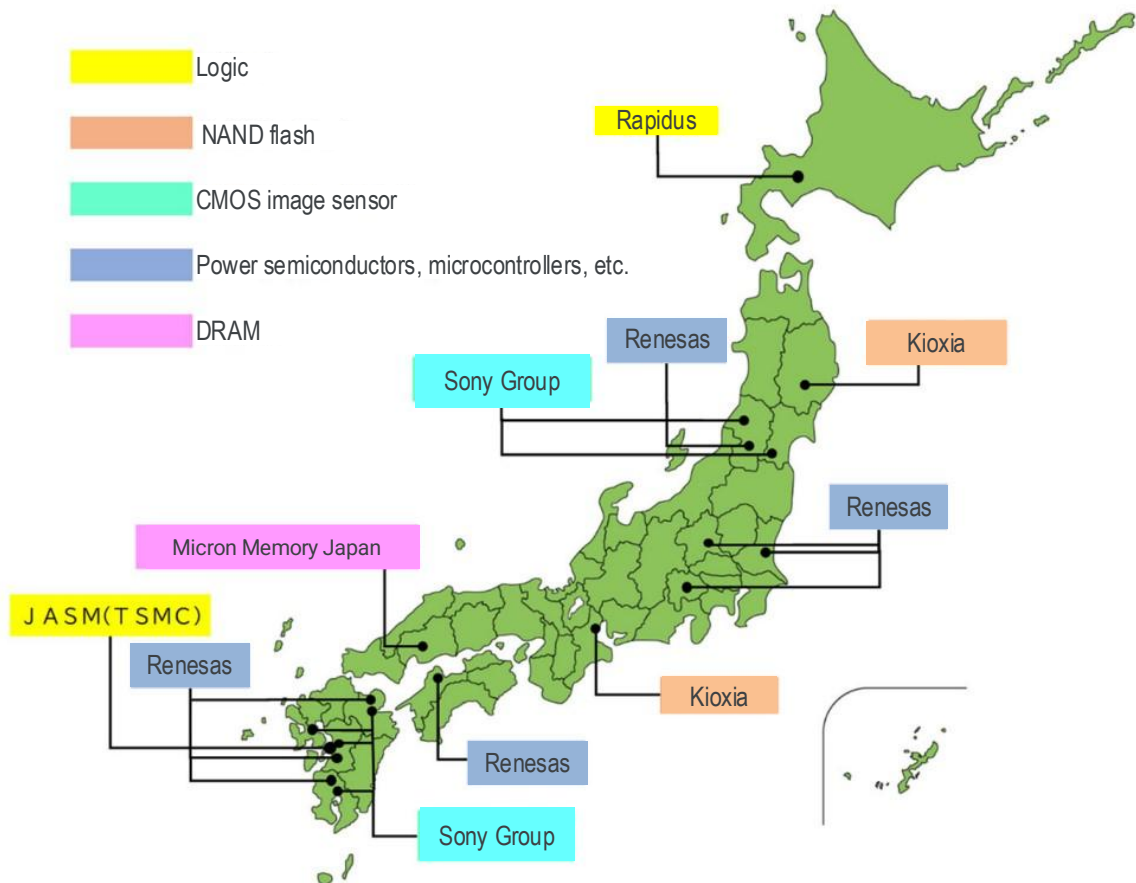 Logic
NAND flash
CMOS image sensor
Power semiconductors, microcontrollers, etc.
DRAM
Rapidus
Renesas
Kioxia
Sony Group
Renesas
Micron Memory Japan
JASM(TSMC)
Renesas
Kioxia
Renesas
Sony Group